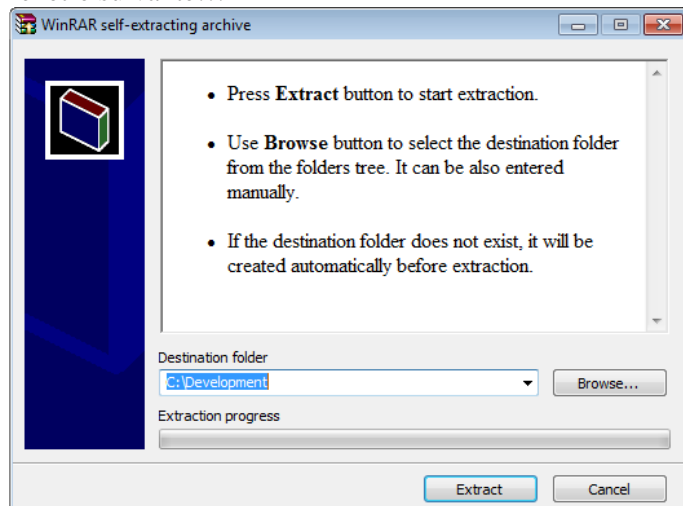 WinRAR self-extracting archive
• Press Extract button to start extraction.
• Use Browse button to select the destination folder
from the folders tree. It can be also entered
manually.
• If the destination folder does not exist, it will be
created automatically before extraction.
Destination folder
C:\Development
Browse...
Extraction progress
Extract
Cancel